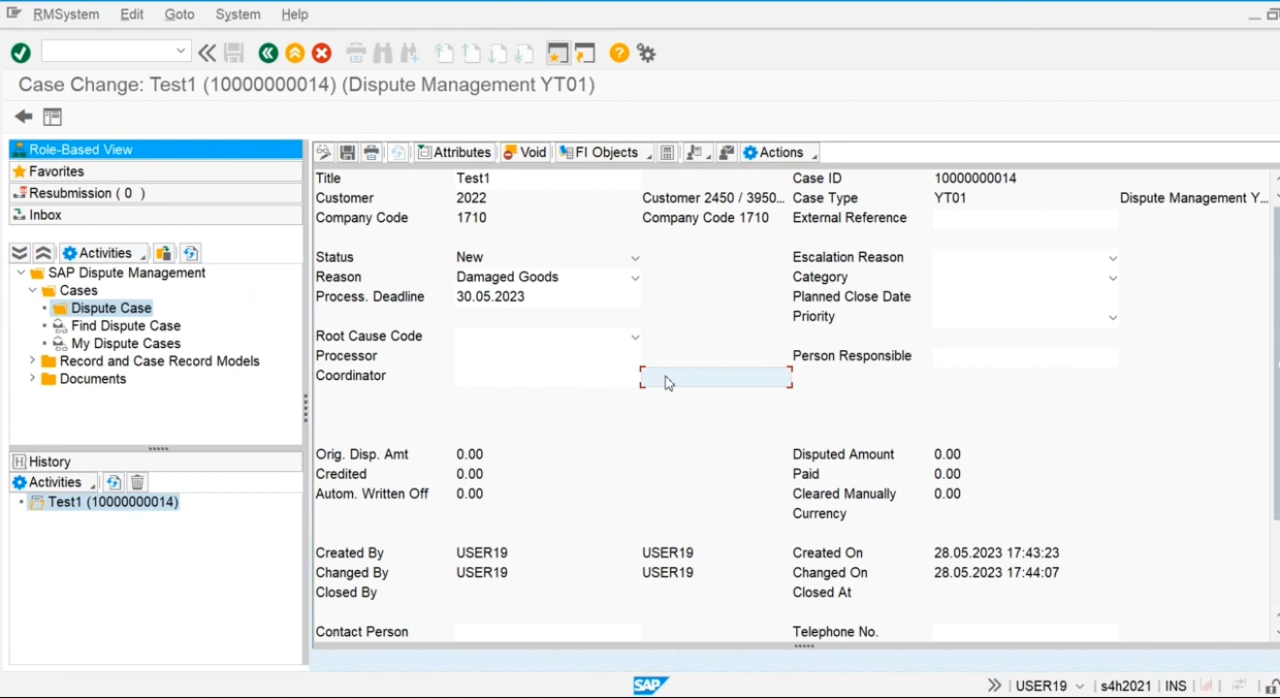 RMSystem Edit Goto System Help
Case Change: Test1 (10000000014) (Dispute Management YT01)
Role-Based View
Favorites
Resubmission ( 0 )
Inbox
Activities
SAP Dispute Management
Cases
Dispute Case
Find Dispute Case
My Dispute Cases
Record and Case Record Models
Documents
History
Activities
Test1 (10000000014)
Attributes Void FI Objects Actions
Title Test1 Case ID 10000000014
Customer 2022 Customer 2450 / 3950... Case Type YT01 Dispute Management Y...
Company Code 1710 Company Code 1710 External Reference
Status New Escalation Reason
Reason Damaged Goods Category
Process. Deadline 30.05.2023 Planned Close Date
Priority
Root Cause Code
Processor Person Responsible
Coordinator
Orig. Disp. Amt 0.00 Disputed Amount 0.00
Credited 0.00 Paid 0.00
Autom. Written Off 0.00 Cleared Manually 0.00
Currency
Created By USER19 USER19 Created On 28.05.2023 17:43:23
Changed By USER19 USER19 Changed On 28.05.2023 17:44:07
Closed By Closed At
Contact Person Telephone No.
SAP USER19 s4h2021 INS